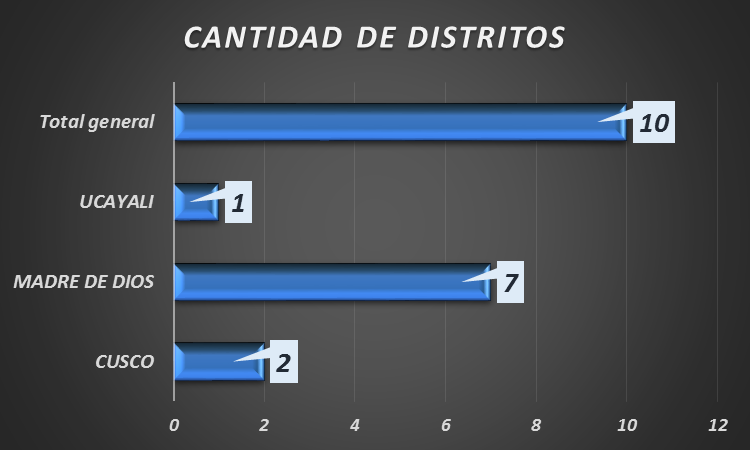 CANTIDAD DE DISTRITOS
Total general
10
UCAYALI
1
MADRE DE DIOS
7
CUSCO
2
0 2 4 6 8 10 12